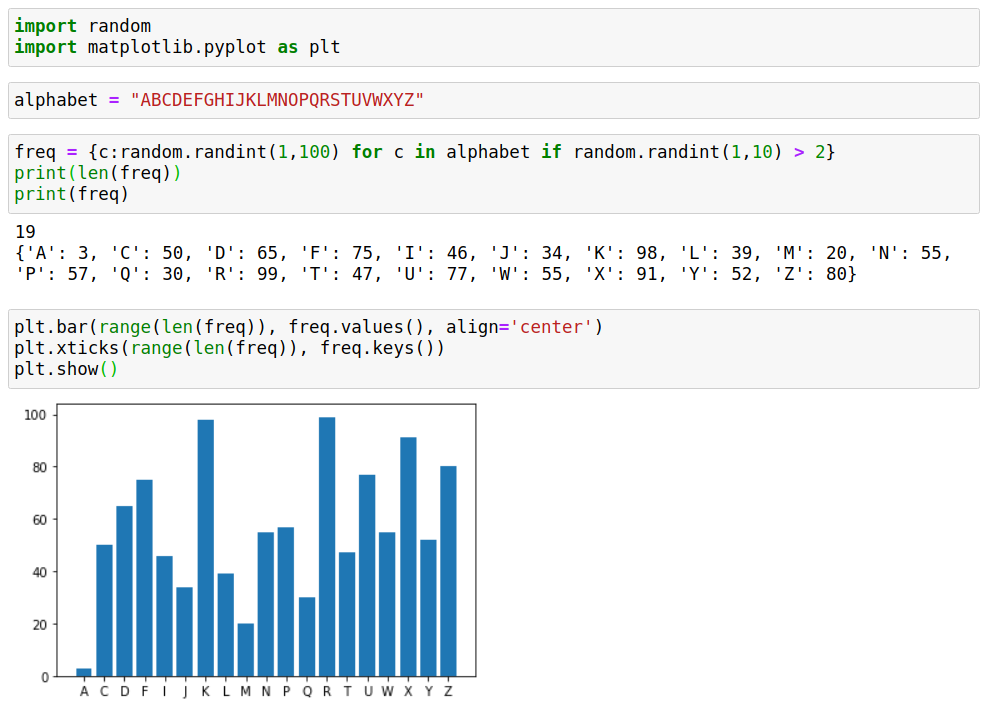 import random
import matplotlib.pyplot as plt
alphabet = "ABCDEFGHIJKLMNOPQRSTUVWXYZ"
freq = {c:random.randint(1,100) for c in alphabet if random.randint(1,10) > 2}
print(len(freq))
print(freq)
19
{'A': 3, 'C': 50, 'D': 65, 'F': 75, 'I': 46, 'J': 34, 'K': 98, 'L': 39, 'M': 20, 'N': 55,
'P': 57, 'Q': 30, 'R': 99, 'T': 47, 'U': 77, 'W': 55, 'X': 91, 'Y': 52, 'Z': 80}
plt.bar(range(len(freq)), freq.values(), align='center')
plt.xticks(range(len(freq)), freq.keys())
plt.show()
100
80
60
40
20
0
A C D F I J K L M N P Q R T U W X Y Z